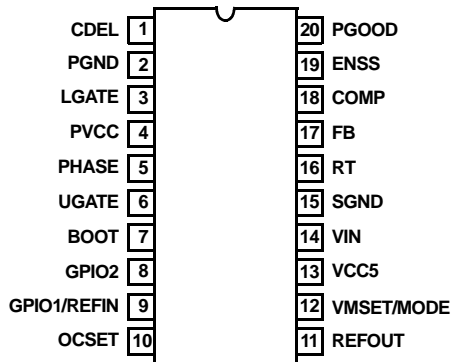 CDEL 1 20 PGOOD
PGND 2 19 ENSS
LGATE 3 18 COMP
PVCC 4 17 FB
PHASE 5 16 RT
UGATE 6 15 SGND
BOOT 7 14 VIN
GPIO2 8 13 VCC5
GPIO1/REFIN 9 12 VMSET/MODE
OCSET 10 11 REFOUT